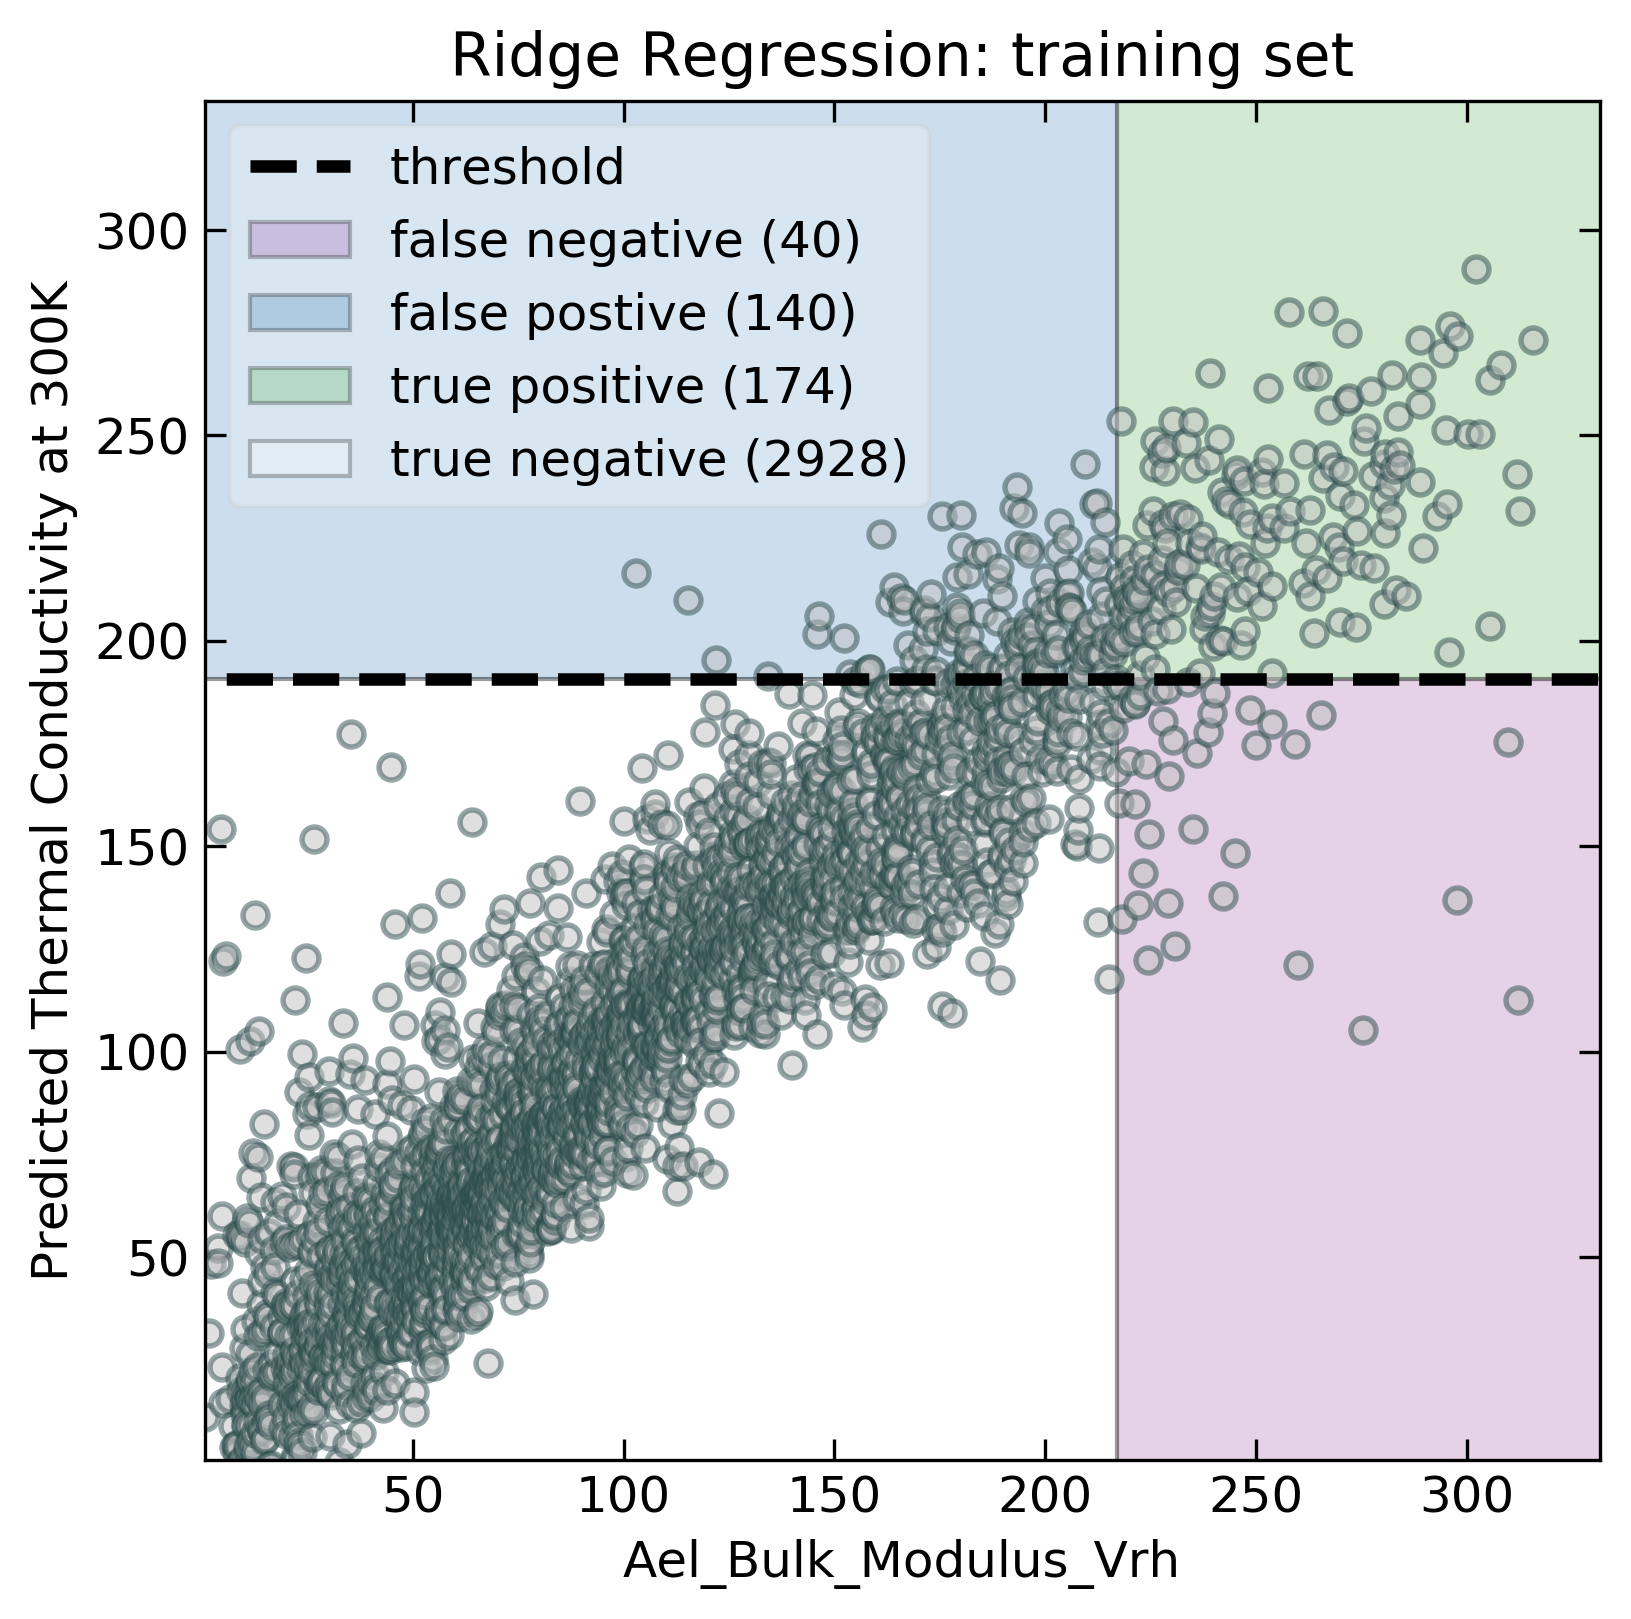 Ridge Regression: training set
threshold
false negative (40)
false postive (140)
true positive (174)
true negative (2928)
Predicted Thermal Conductivity at 300K
300
250
200
150
100
50
50
100
150
200
250
300
Ael_Bulk_Modulus_Vrh